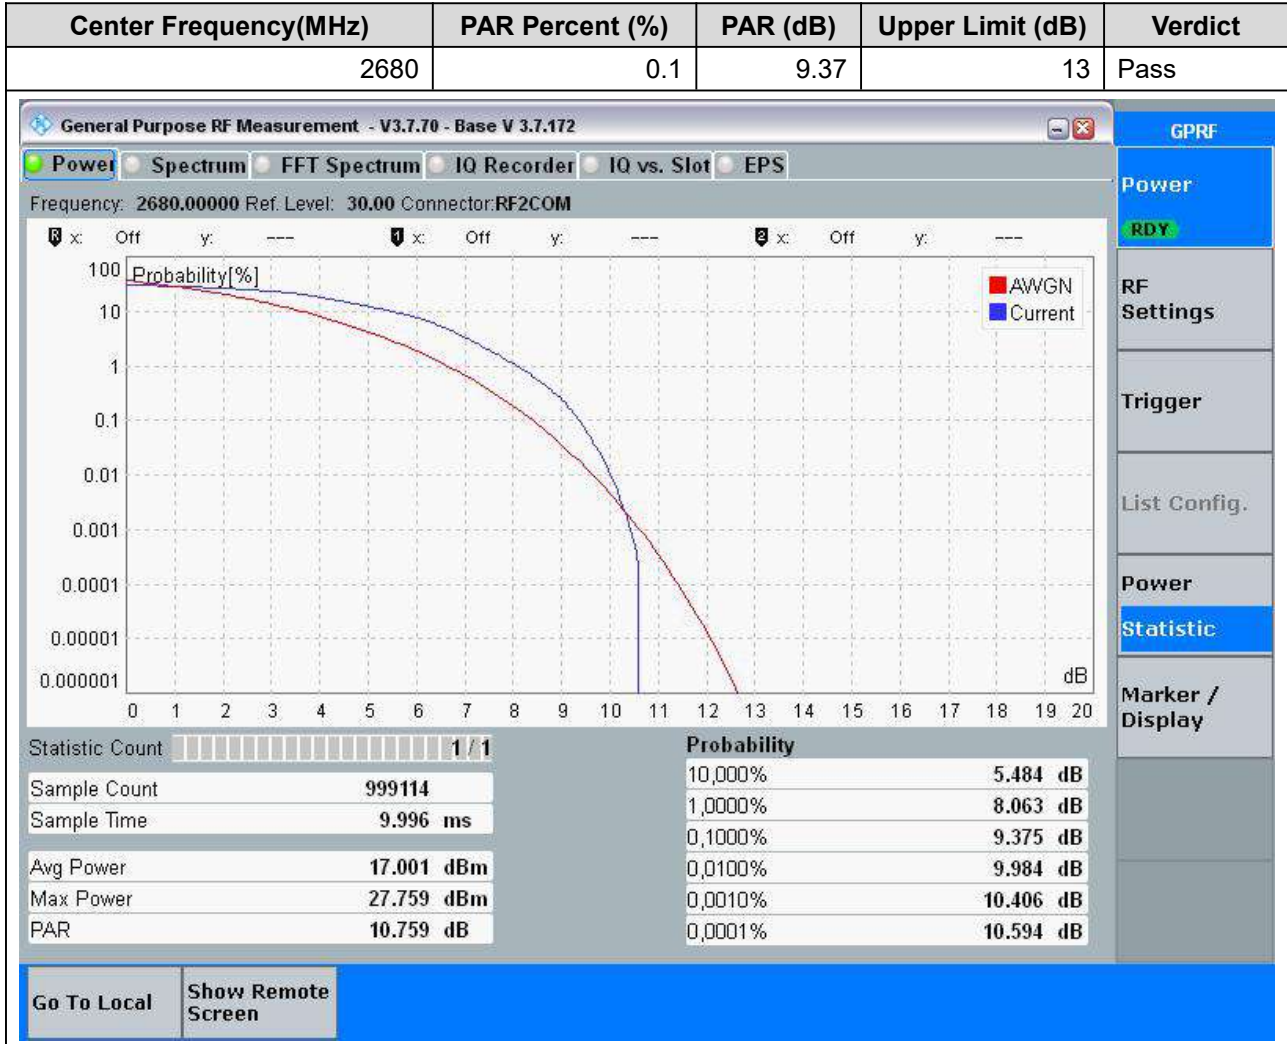 Center Frequency(MHz) PAR Percent (%) PAR (dB) Upper Limit (dB) Verdict
2680 0.1 9.37 13 Pass
General Purpose RF Measurement - V3.7.70 - Base V 3.7.172
GPRF
Power Spectrum FFT Spectrum IQ Recorder IQ vs. Slot EPS
Frequency: 2680.00000 Ref. Level: 30.00 Connector:RF2COM
R x: Off y: --- 1 x: Off y: --- 2 x: Off y: ---
Probability[%]
AWGN
Current
100
10
1
0.1
0.01
0.001
0.0001
0.00001
0.000001
dB
0 1 2 3 4 5 6 7 8 9 10 11 12 13 14 15 16 17 18 19 20
Statistic Count 1 / 1
Sample Count 999114
Sample Time 9.996 ms
Avg Power 17.001 dBm
Max Power 27.759 dBm
PAR 10.759 dB
Probability
10,000% 5.484 dB
1,0000% 8.063 dB
0,1000% 9.375 dB
0,0100% 9.984 dB
0,0010% 10.406 dB
0,0001% 10.594 dB
Power
RDY
RF
Settings
Trigger
List Config.
Power
Statistic
Marker /
Display
Go To Local
Show Remote
Screen